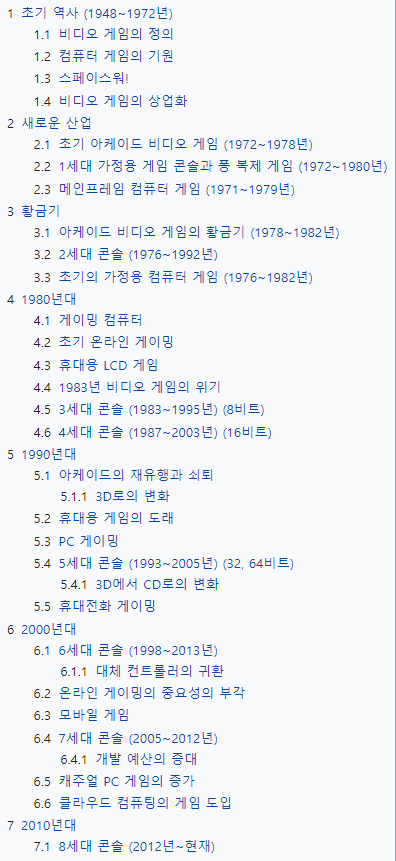 1 초기 역사 (1948~1972년)
1.1 비디오 게임의 정의
1.2 컴퓨터 게임의 기원
1.3 스페이스워!
1.4 비디오 게임의 상업화
2 새로운 산업
2.1 초기 아케이드 비디오 게임 (1972~1978년)
2.2 1세대 가정용 게임 콘솔과 퐁 복제 게임 (1972~1980년)
2.3 메인프레임 컴퓨터 게임 (1971~1979년)
3 황금기
3.1 아케이드 비디오 게임의 황금기 (1978~1982년)
3.2 2세대 콘솔 (1976~1992년)
3.3 초기의 가정용 컴퓨터 게임 (1976~1982년)
4 1980년대
4.1 게이밍 컴퓨터
4.2 초기 온라인 게이밍
4.3 휴대용 LCD 게임
4.4 1983년 비디오 게임의 위기
4.5 3세대 콘솔 (1983~1995년) (8비트)
4.6 4세대 콘솔 (1987~2003년) (16비트)
5 1990년대
5.1 아케이드의 재유행과 쇠퇴
5.1.1 3D로의 변화
5.2 휴대용 게임의 도래
5.3 PC 게이밍
5.4 5세대 콘솔 (1993~2005년) (32, 64비트)
5.4.1 3D에서 CD로의 변화
5.5 휴대전화 게이밍
6 2000년대
6.1 6세대 콘솔 (1998~2013년)
6.1.1 대체 컨트롤러의 귀환
6.2 온라인 게이밍의 중요성의 부각
6.3 모바일 게임
6.4 7세대 콘솔 (2005~2012년)
6.4.1 개발 예산의 증대
6.5 캐주얼 PC 게임의 증가
6.6 클라우드 컴퓨팅의 게임 도입
7 2010년대
7.1 8세대 콘솔 (2012년~현재)